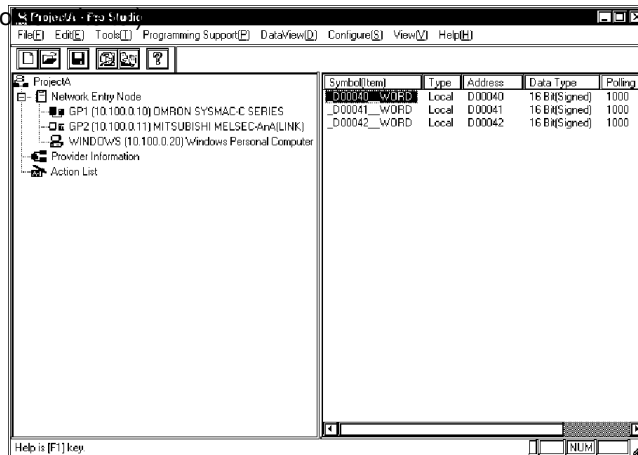 ProjectA - Pro Studio
File(F) Edit(E) Tools(T) Programming Support(P) DataView(D) Configure(S) View(V) Help(H)
ProjectA
Network Entry Node
GP1 (10.100.0.10) OMRON SYSMAC-C SERIES
GP2 (10.100.0.11) MITSUBISHI MELSEC-AnA(LINK)
WINDOWS (10.100.0.20) Windows Personal Computer
Provider Information
Action List
Symbol(Item) Type Address Data Type Polling
_D00040__WORD Local D00040 16 Bit(Signed) 1000
_D00041__WORD Local D00041 16 Bit(Signed) 1000
_D00042__WORD Local D00042 16 Bit(Signed) 1000
Help is [F1] key. NUM